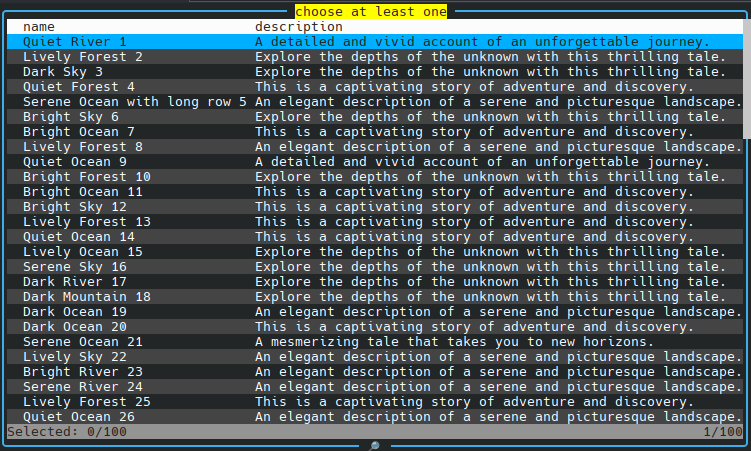 choose at least one
name description
Quiet River 1 A detailed and vivid account of an unforgettable journey.
Lively Forest 2 Explore the depths of the unknown with this thrilling tale.
Dark Sky 3 Explore the depths of the unknown with this thrilling tale.
Quiet Forest 4 This is a captivating story of adventure and discovery.
Serene Ocean with long row 5 An elegant description of a serene and picturesque landscape.
Bright Sky 6 Explore the depths of the unknown with this thrilling tale.
Bright Ocean 7 This is a captivating story of adventure and discovery.
Lively Forest 8 An elegant description of a serene and picturesque landscape.
Quiet Ocean 9 A detailed and vivid account of an unforgettable journey.
Bright Forest 10 Explore the depths of the unknown with this thrilling tale.
Bright Ocean 11 This is a captivating story of adventure and discovery.
Bright Sky 12 This is a captivating story of adventure and discovery.
Lively Forest 13 This is a captivating story of adventure and discovery.
Quiet Ocean 14 This is a captivating story of adventure and discovery.
Lively Ocean 15 Explore the depths of the unknown with this thrilling tale.
Serene Sky 16 Explore the depths of the unknown with this thrilling tale.
Dark River 17 Explore the depths of the unknown with this thrilling tale.
Dark Mountain 18 Explore the depths of the unknown with this thrilling tale.
Dark Ocean 19 An elegant description of a serene and picturesque landscape.
Dark Ocean 20 This is a captivating story of adventure and discovery.
Serene Ocean 21 A mesmerizing tale that takes you to new horizons.
Lively Sky 22 An elegant description of a serene and picturesque landscape.
Bright River 23 An elegant description of a serene and picturesque landscape.
Serene River 24 An elegant description of a serene and picturesque landscape.
Lively Forest 25 This is a captivating story of adventure and discovery.
Quiet Ocean 26 An elegant description of a serene and picturesque landscape.
Selected: 0/100 1/100